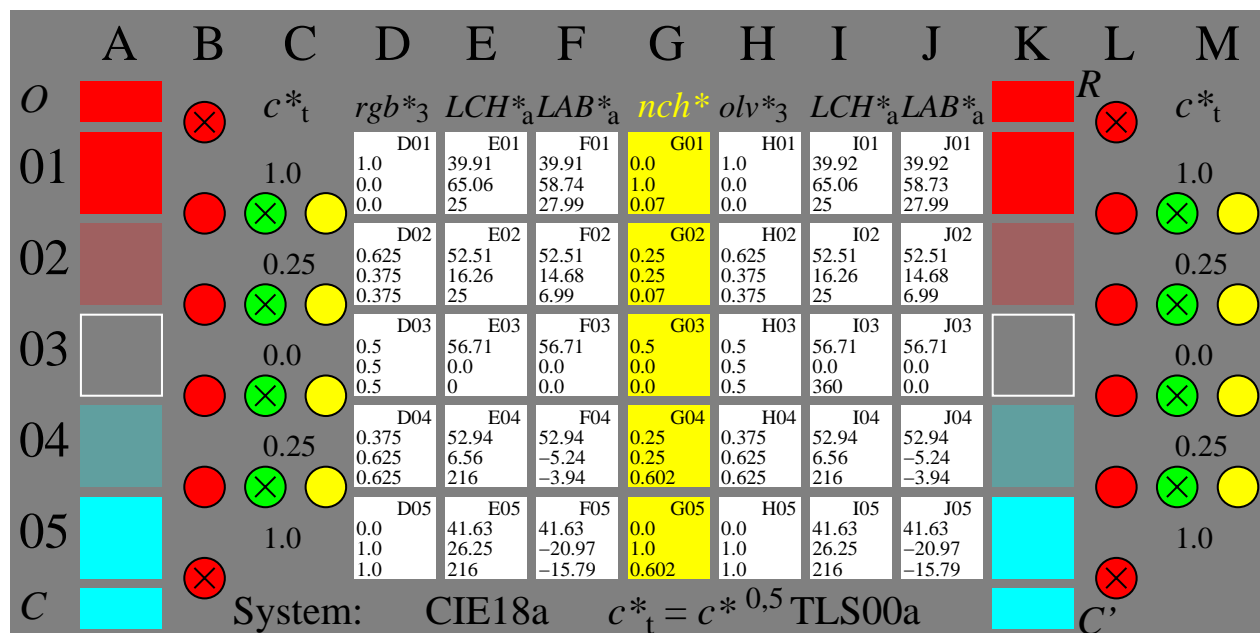 A B C D E F G H I J K L M
O c*t rgb*3 LCH*a LAB*a nch* olv*3 LCH*a LAB*a R c*t
01 1.0 D01 E01 F01 G01 H01 I01 J01 1.0
1.0 39.91 39.91 0.0 1.0 39.92 39.92
0.0 65.06 58.74 1.0 0.0 65.06 58.73
0.0 25 27.99 0.07 0.0 25 27.99
02 0.25 D02 E02 F02 G02 H02 I02 J02 0.25
0.625 52.51 52.51 0.25 0.625 52.51 52.51
0.375 16.26 14.68 0.25 0.375 16.26 14.68
0.375 25 6.99 0.07 0.375 25 6.99
03 0.0 D03 E03 F03 G03 H03 I03 J03 0.0
0.5 56.71 56.71 0.5 0.5 56.71 56.71
0.5 0.0 0.0 0.0 0.5 0.0 0.0
0.5 0 0.0 0.0 0.5 360 0.0
04 0.25 D04 E04 F04 G04 H04 I04 J04 0.25
0.375 52.94 52.94 0.25 0.375 52.94 52.94
0.625 6.56 −5.24 0.25 0.625 6.56 −5.24
0.625 216 −3.94 0.602 0.625 216 −3.94
05 1.0 D05 E05 F05 G05 H05 I05 J05 1.0
0.0 41.63 41.63 0.0 0.0 41.63 41.63
1.0 26.25 −20.97 1.0 1.0 26.25 −20.97
1.0 216 −15.79 0.602 1.0 216 −15.79
C System: CIE18a c*t = c* 0,5 TLS00a C'